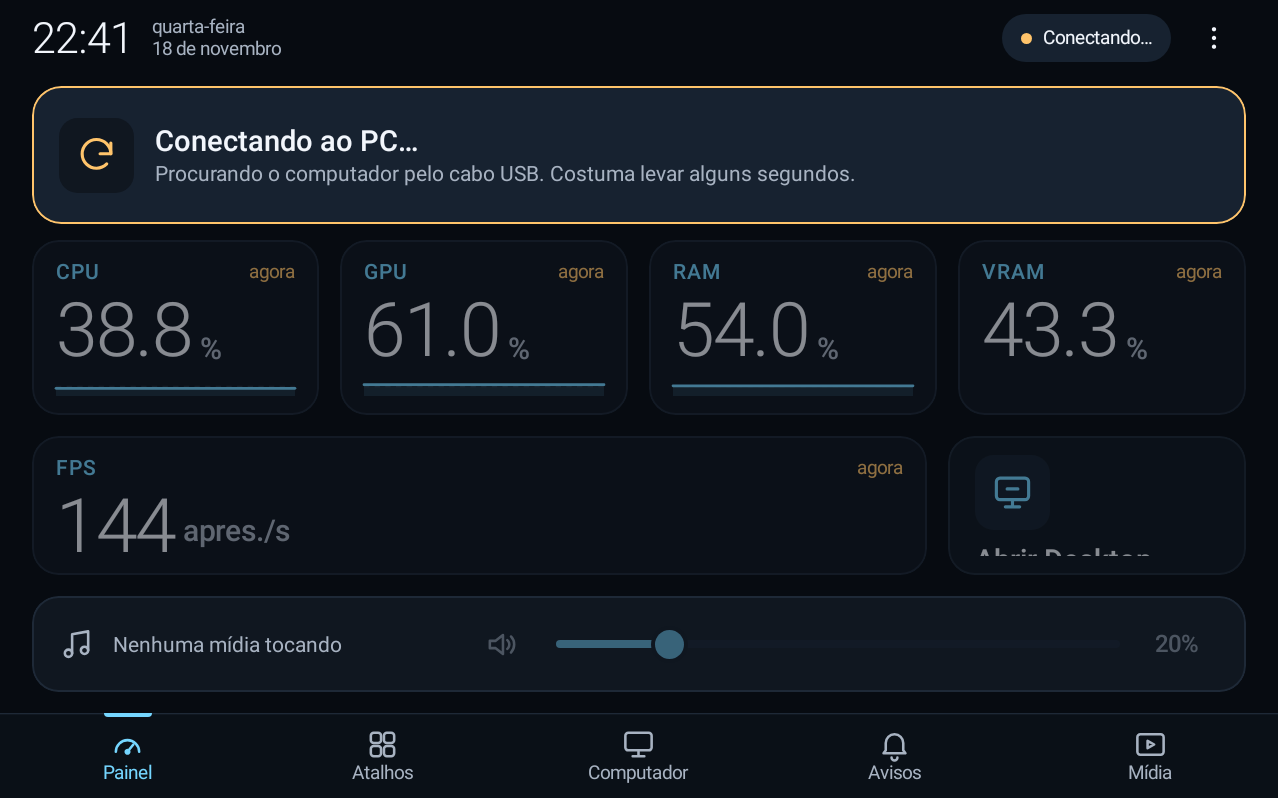 22:41
quarta-feira
18 de novembro
Conectando…
Conectando ao PC…
Procurando o computador pelo cabo USB. Costuma levar alguns segundos.
CPU
agora
38.8 %
GPU
agora
61.0 %
RAM
agora
54.0 %
VRAM
agora
43.3 %
FPS
agora
144 apres./s
Abrir Desktop
Nenhuma mídia tocando
20%
Painel
Atalhos
Computador
Avisos
Mídia